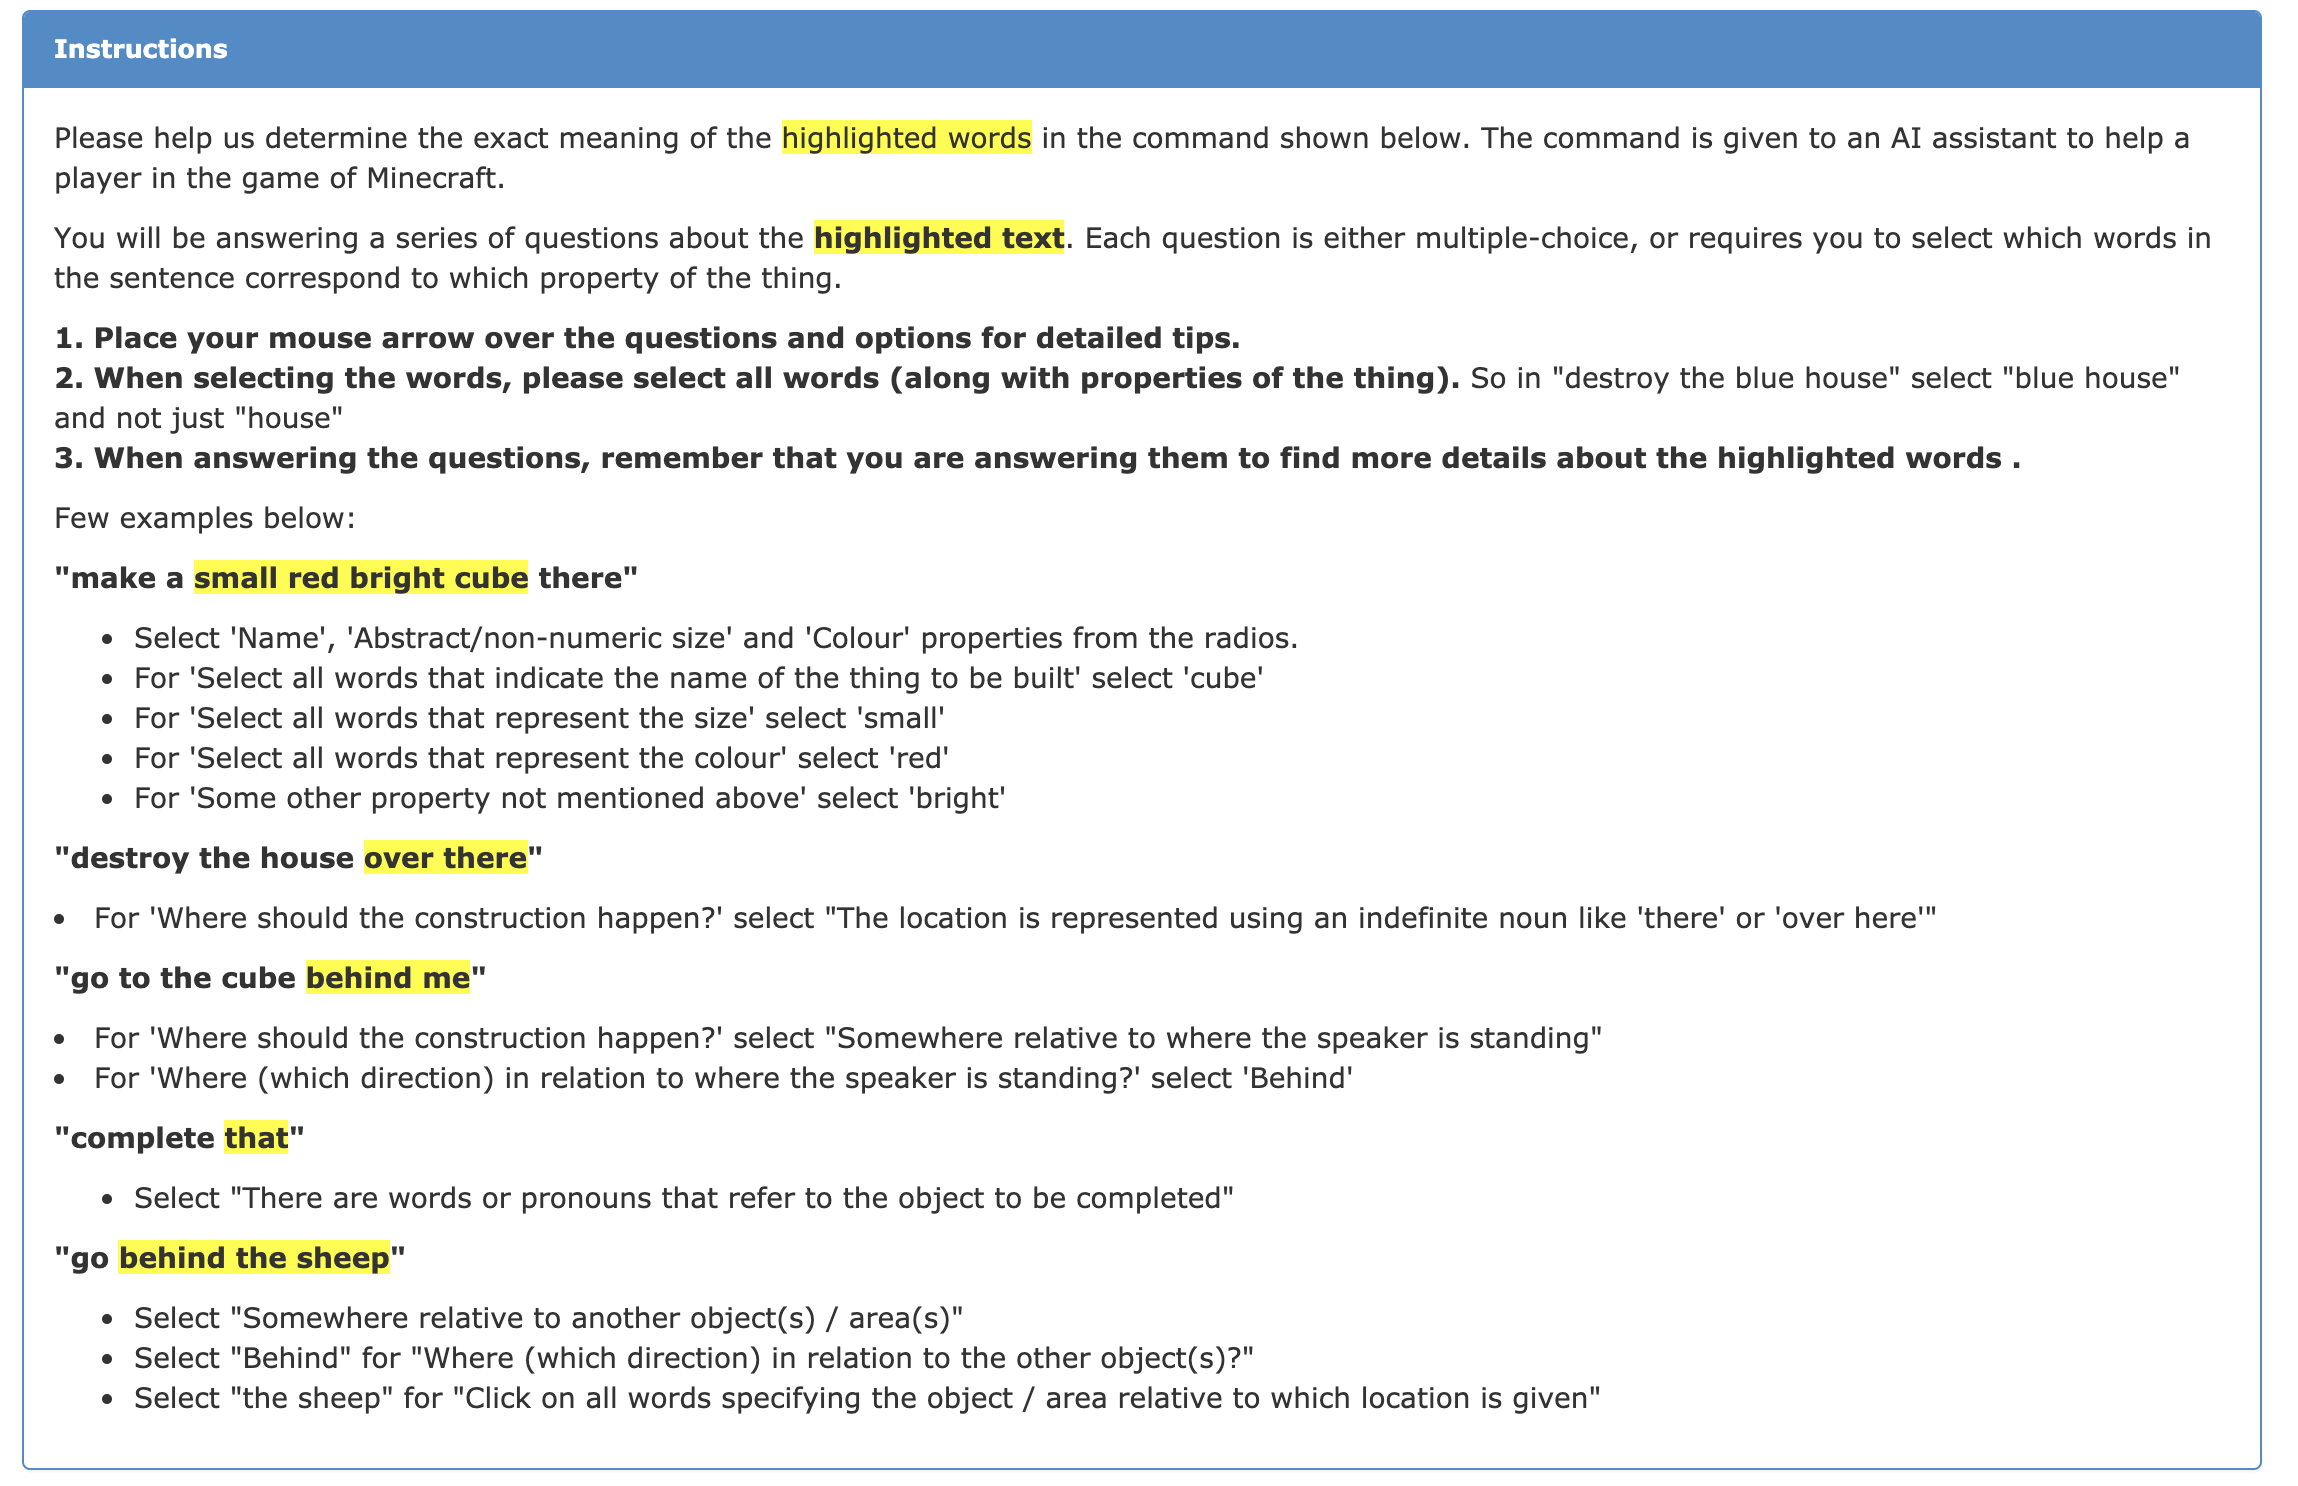 Instructions
Please help us determine the exact meaning of the highlighted words in the command shown below. The command is given to an AI assistant to help a
player in the game of Minecraft.
You will be answering a series of questions about the highlighted text. Each question is either multiple-choice, or requires you to select which words in
the sentence correspond to which property of the thing.
1. Place your mouse arrow over the questions and options for detailed tips.
2. When selecting the words, please select all words (along with properties of the thing). So in "destroy the blue house" select "blue house"
and not just "house"
3. When answering the questions, remember that you are answering them to find more details about the highlighted words .
Few examples below:
"make a small red bright cube there"
• Select 'Name', 'Abstract/non-numeric size' and 'Colour' properties from the radios.
• For 'Select all words that indicate the name of the thing to be built' select 'cube'
• For 'Select all words that represent the size' select 'small'
• For 'Select all words that represent the colour' select 'red'
• For 'Some other property not mentioned above' select 'bright'
"destroy the house over there"
• For 'Where should the construction happen?' select "The location is represented using an indefinite noun like 'there' or 'over here'"
"go to the cube behind me"
• For 'Where should the construction happen?' select "Somewhere relative to where the speaker is standing"
• For 'Where (which direction) in relation to where the speaker is standing?' select 'Behind'
"complete that"
• Select "There are words or pronouns that refer to the object to be completed"
"go behind the sheep"
• Select "Somewhere relative to another object(s) / area(s)"
• Select "Behind" for "Where (which direction) in relation to the other object(s)?"
• Select "the sheep" for "Click on all words specifying the object / area relative to which location is given"